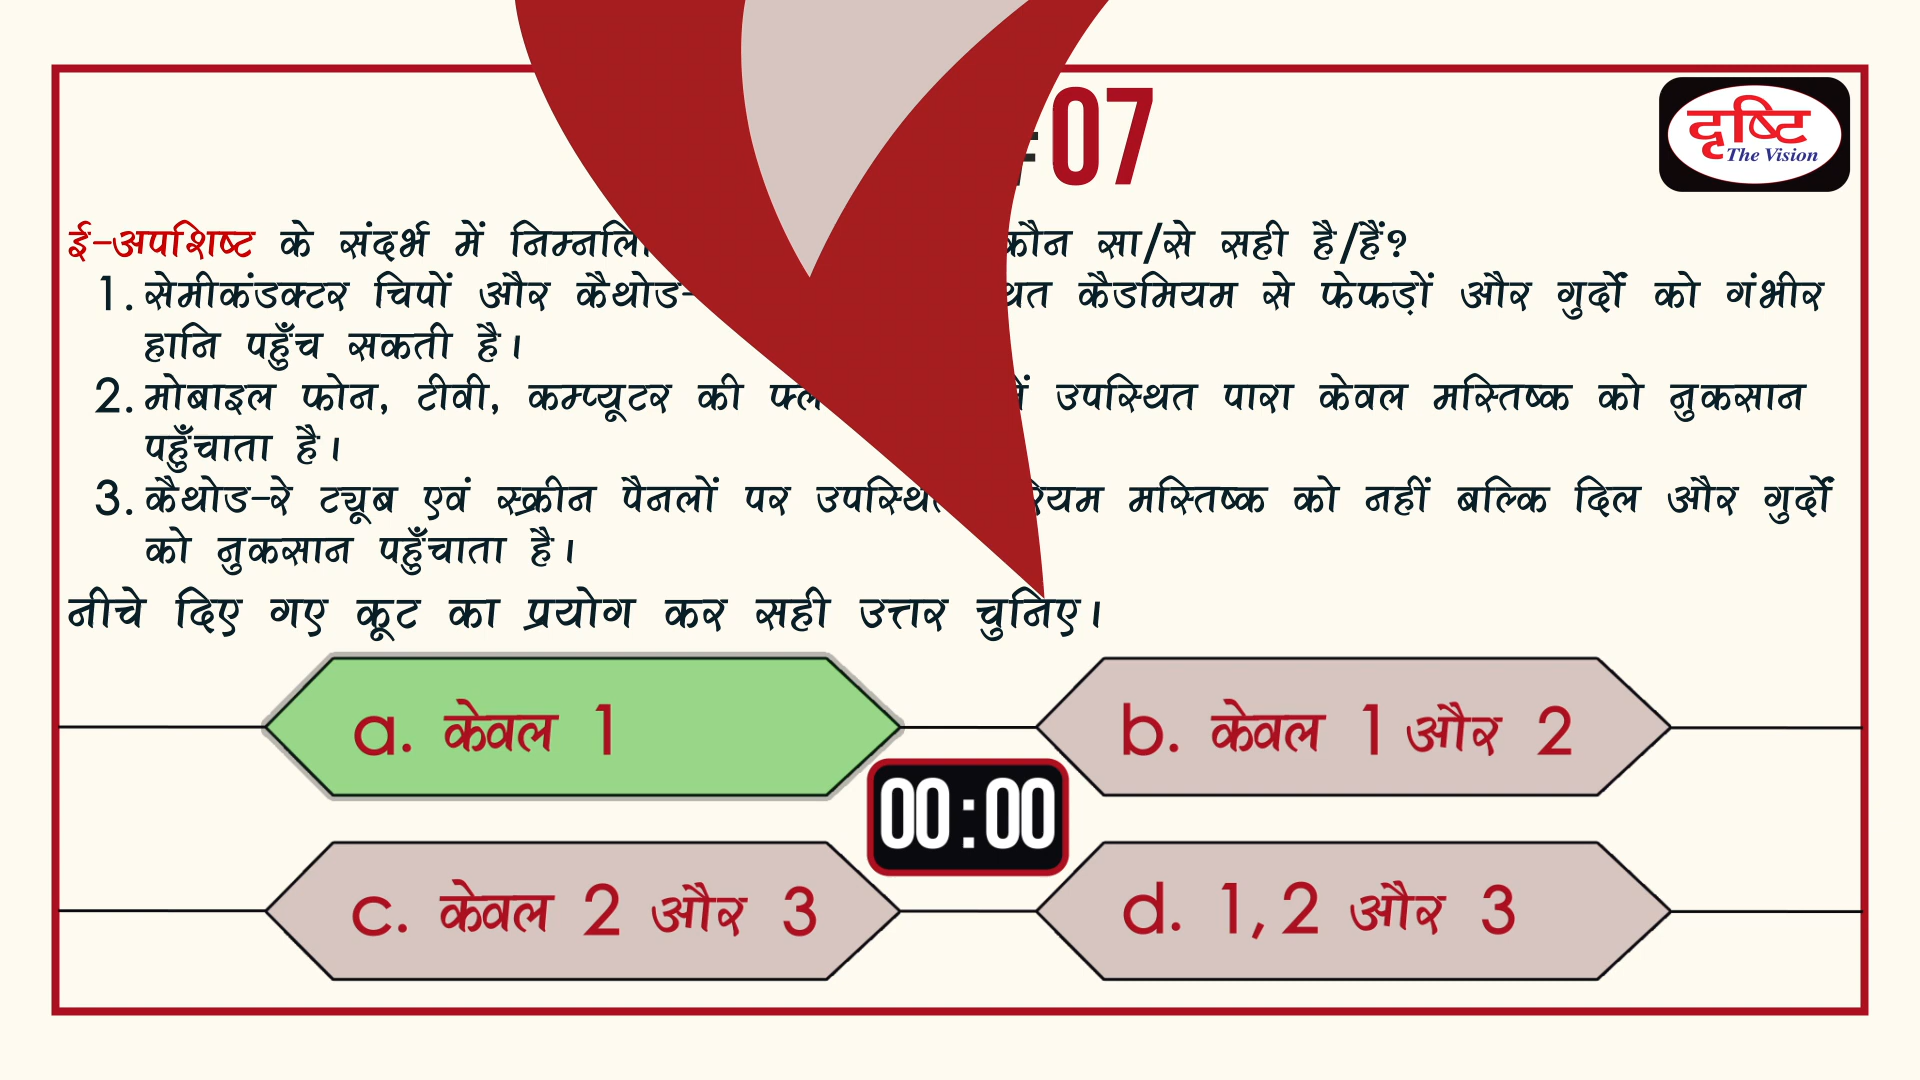 07
दृष्टि
The Vision
ई-अपशिष्ट के संदर्भ में कौन सा/से सही है/हैं?
1. सेमीकंडक्टर चिपों और कैथोड- कैडमियम से फेफड़ों और गुर्दों को गंभीर
हानि पहुँच सकती है।
2. मोबाइल फोन, टीवी, कम्प्यूटर की उपस्थित पारा केवल मस्तिष्क को नुकसान
पहुँचाता है।
3. कैथोड-रे ट्यूब एवं स्क्रीन पैनलों पर मस्तिष्क को नहीं बल्कि दिल और गुर्दों
को नुकसान पहुँचाता है।
नीचे दिए गए कूट का प्रयोग कर सही उत्तर चुनिए।
a. केवल 1
b. केवल 1 और 2
00:00
c. केवल 2 और 3
d. 1,2 और 3